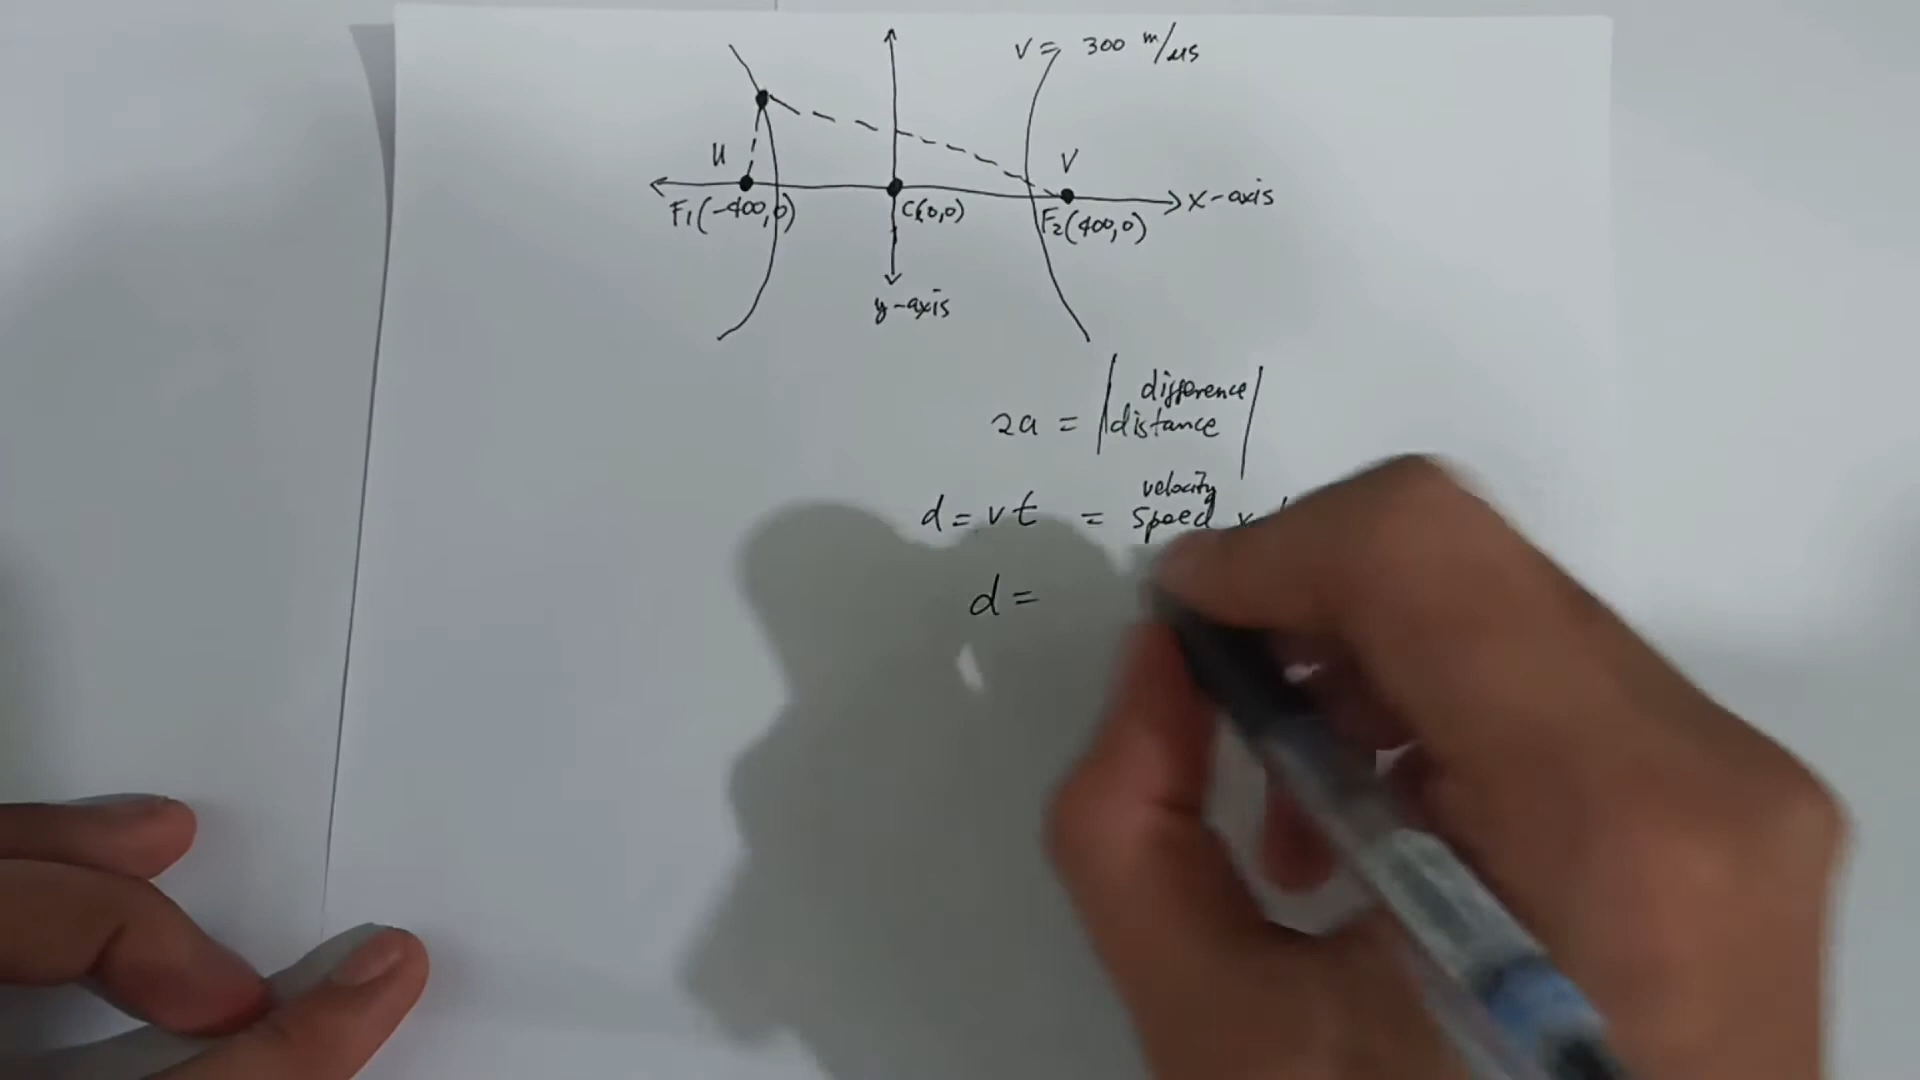 V = 300 m/µs
U
V
x-axis
F₁(-400,0)
C(0,0)
F₂(400,0)
y-axis
2a = | difference
distance |
velocity
d = vt = speed x
d =